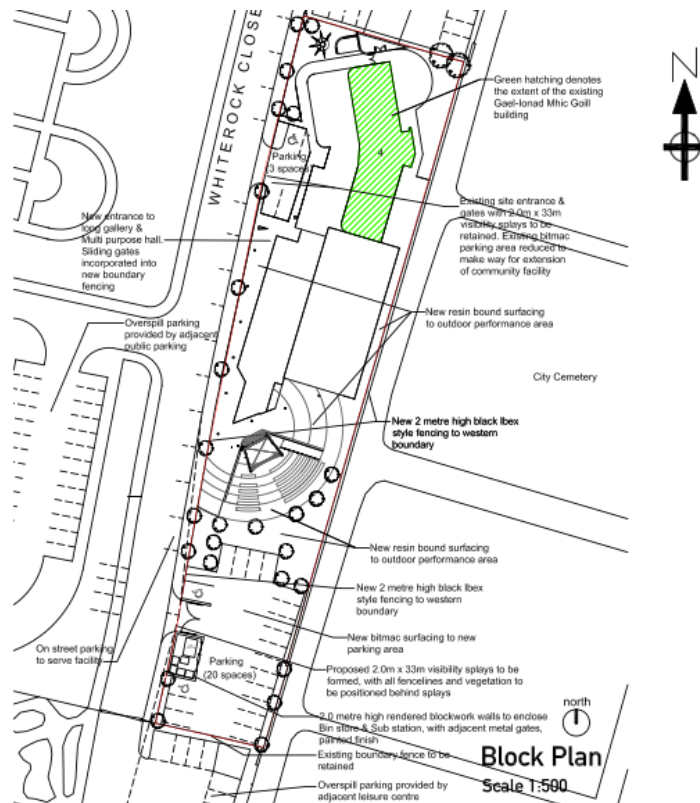 N
WHITEROCK CLOSE
Green hatching denotes
the extent of the existing
Gael-Ionad Mhic Goill
building
4
Parking
(3 spaces)
Existing site entrance &
gates with 2.0m x 33m
visibility splays to be
retained. Existing bitmac
parking area reduced to
make way for extension
of community facility
New entrance to
long gallery &
Multi purpose hall.
Sliding gates
incorporated into
new boundary
fencing
New resin bound surfacing
to outdoor performance area
Overspill parking
provided by adjacent
public parking
City Cemetery
New 2 metre high black Ibex
style fencing to western
boundary
New resin bound surfacing
to outdoor performance area
New 2 metre high black Ibex
style fencing to western
boundary
New bitmac surfacing to new
parking area
On street parking
to serve facility
Parking
(20 spaces)
Proposed 2.0m x 33m visibility splays to be
formed, with all fencelines and vegetation to
be positioned behind splays
2.0 metre high rendered blockwork walls to enclose
Bin store & Sub station, with adjacent metal gates,
painted finish
Existing boundary fence to be
retained
Overspill parking provided by
adjacent leisure centre
north
Block Plan
Scale 1:500